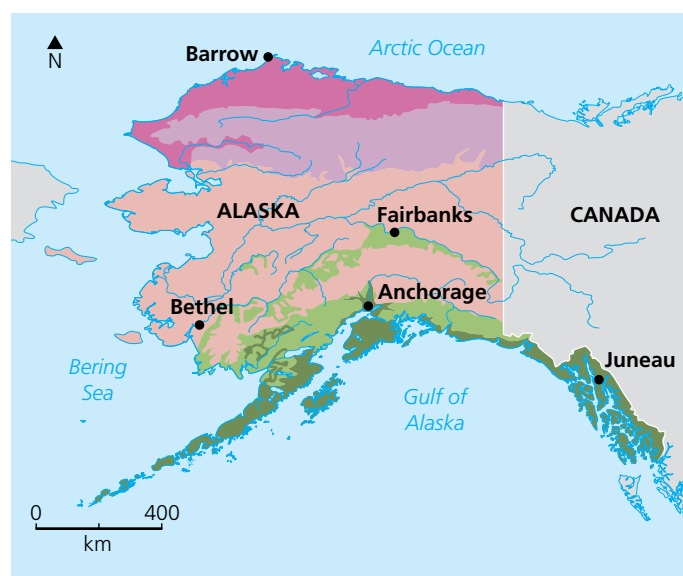 N
Barrow
Arctic Ocean
ALASKA
Fairbanks
CANADA
Bethel
Anchorage
Bering
Sea
Juneau
Gulf of
Alaska
0 400
km